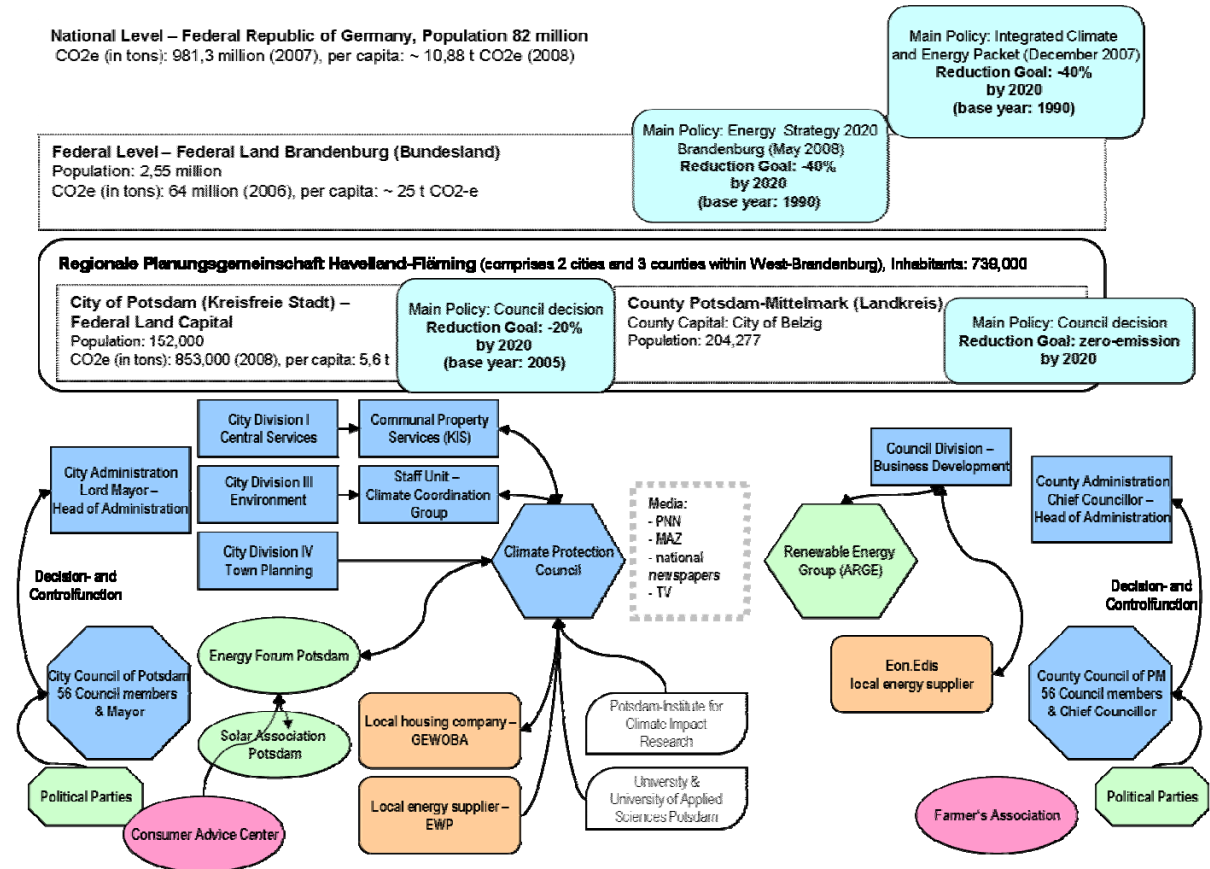 National Level – Federal Republic of Germany, Population 82 million
CO2e (in tons): 981,3 million (2007), per capita: ~ 10,88 t CO2e (2008)
Main Policy: Integrated Climate
and Energy Packet (December 2007)
Reduction Goal: -40%
by 2020
(base year: 1990)
Federal Level – Federal Land Brandenburg (Bundesland)
Population: 2,55 million
CO2e (in tons): 64 million (2006), per capita: ~ 25 t CO2-e
Main Policy: Energy Strategy 2020
Brandenburg (May 2008)
Reduction Goal: -40%
by 2020
(base year: 1990)
Regionale Planungsgemeinschaft Havelland-Fläming (comprises 2 cities and 3 counties within West-Brandenburg), Inhabitants: 739,000
City of Potsdam (Kreisfreie Stadt) –
Federal Land Capital
Population: 152,000
CO2e (in tons): 853,000 (2008), per capita: 5,6 t
Main Policy: Council decision
Reduction Goal: -20%
by 2020
(base year: 2005)
County Potsdam-Mittelmark (Landkreis)
County Capital: City of Belzig
Population: 204,277
Main Policy: Council decision
Reduction Goal: zero-emission
by 2020
City Administration
Lord Mayor –
Head of Administration
City Division I
Central Services
Communal Property
Services (KIS)
City Division III
Environment
Staff Unit –
Climate Coordination
Group
City Division IV
Town Planning
Climate Protection
Council
Media:
- PNN
- MAZ
- national
newspapers
- TV
Council Division –
Business Development
Renewable Energy
Group (ARGE)
County Administration
Chief Councillor –
Head of Administration
Decision- and
Controlfunction
Decision- and
Controlfunction
City Council of Potsdam
56 Council members
& Mayor
Energy Forum Potsdam
Solar Association
Potsdam
Political Parties
Consumer Advice Center
Local housing company –
GEWOBA
Local energy supplier –
EWP
Potsdam-Institute for
Climate Impact
Research
University &
University of Applied
Sciences Potsdam
Eon.Edis
local energy supplier
County Council of PM
56 Council members
& Chief Councillor
Farmer's Association
Political Parties